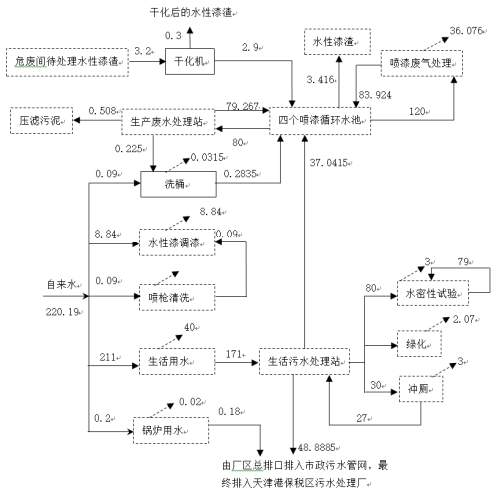 干化后的水性漆渣
0.3
危废间待处理水性漆渣
3.2
干化机
2.9
水性漆渣
36.076
喷漆废气处理
3.416
83.924
120
压滤污泥
0.508
生产废水处理站
79.267
80
四个喷漆循环水池
0.225
0.0315
0.09
洗桶
0.2835
37.0415
8.84
8.84
水性漆调漆
0.09
自来水
220.19
0.09
喷枪清洗
3
79
80
水密性试验
40
211
生活用水
171
生活污水处理站
2.07
绿化
3
30
冲厕
27
0.2
0.02
锅炉用水
0.18
48.8885
由厂区总排口排入市政污水管网，最
终排入天津港保税区污水处理厂